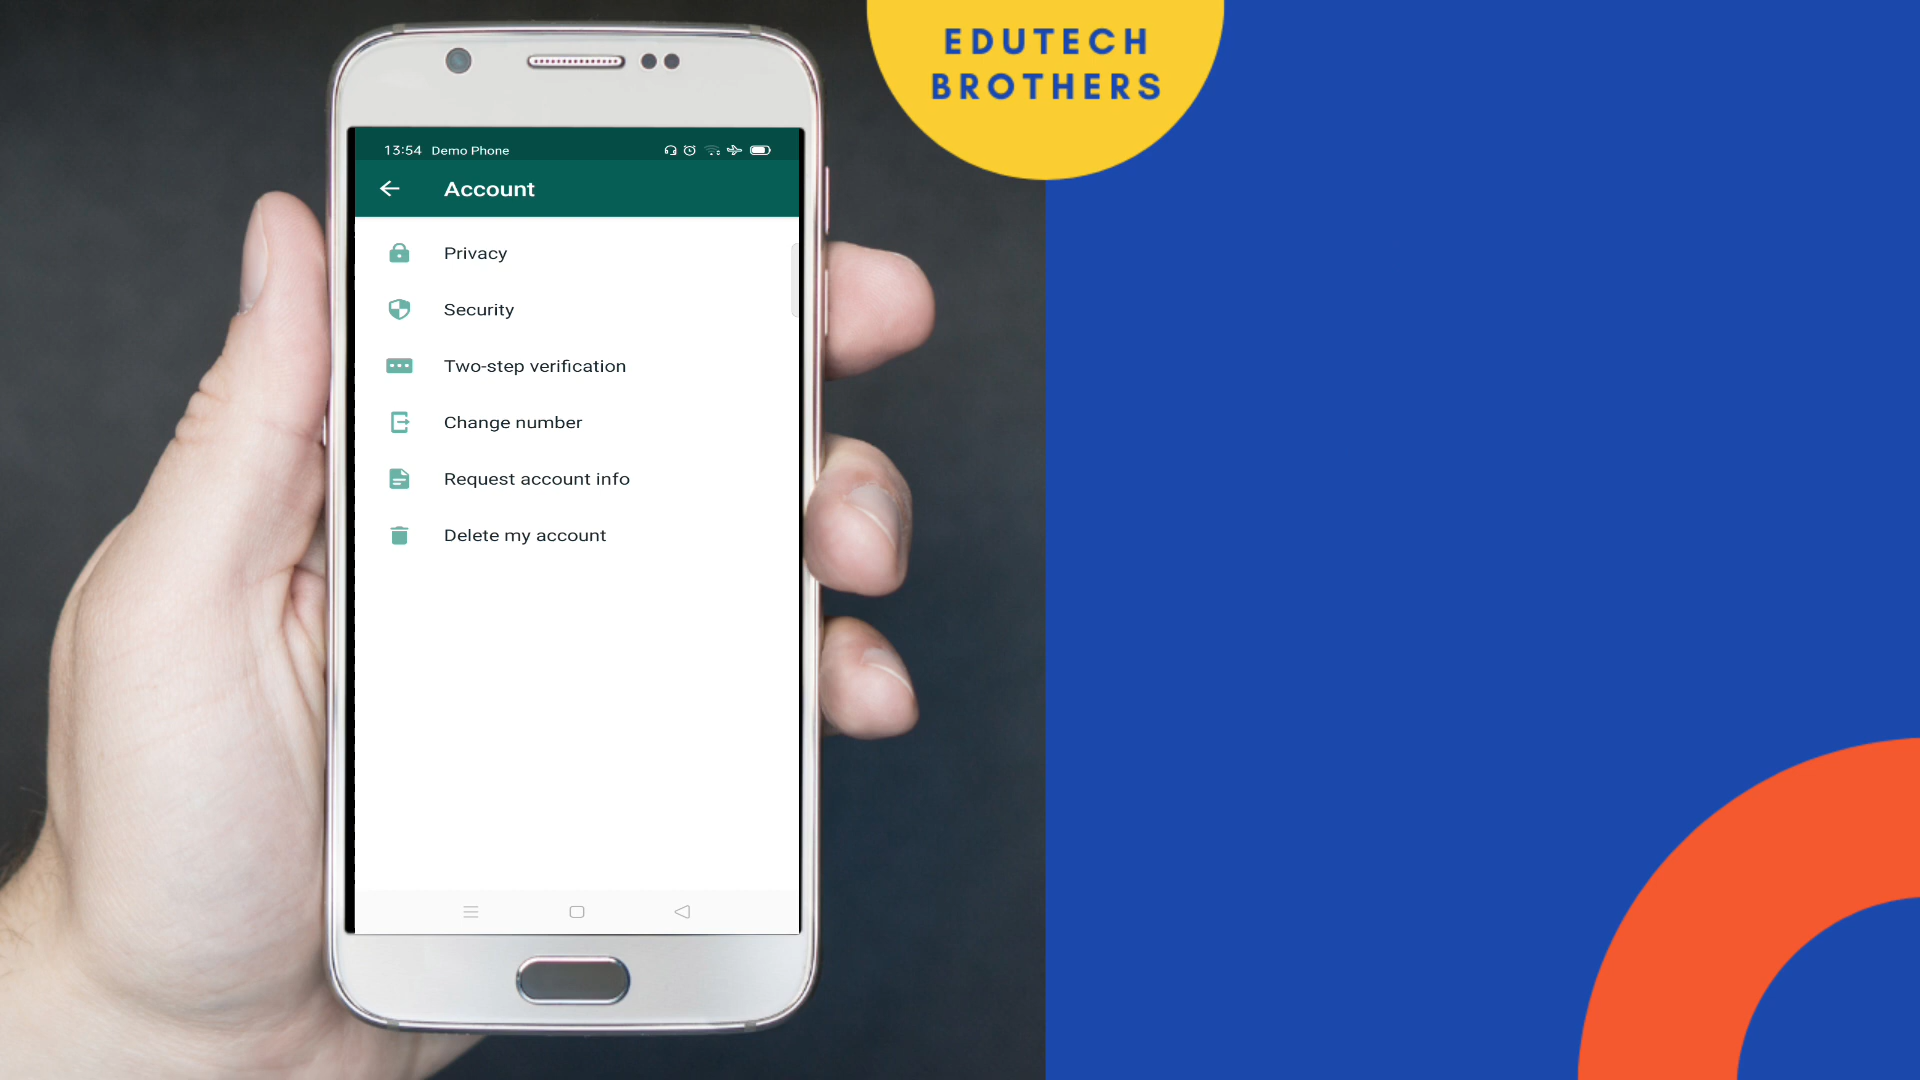 EDUTECH
BROTHERS
13:54 Demo Phone
Account
Privacy
Security
Two-step verification
Change number
Request account info
Delete my account